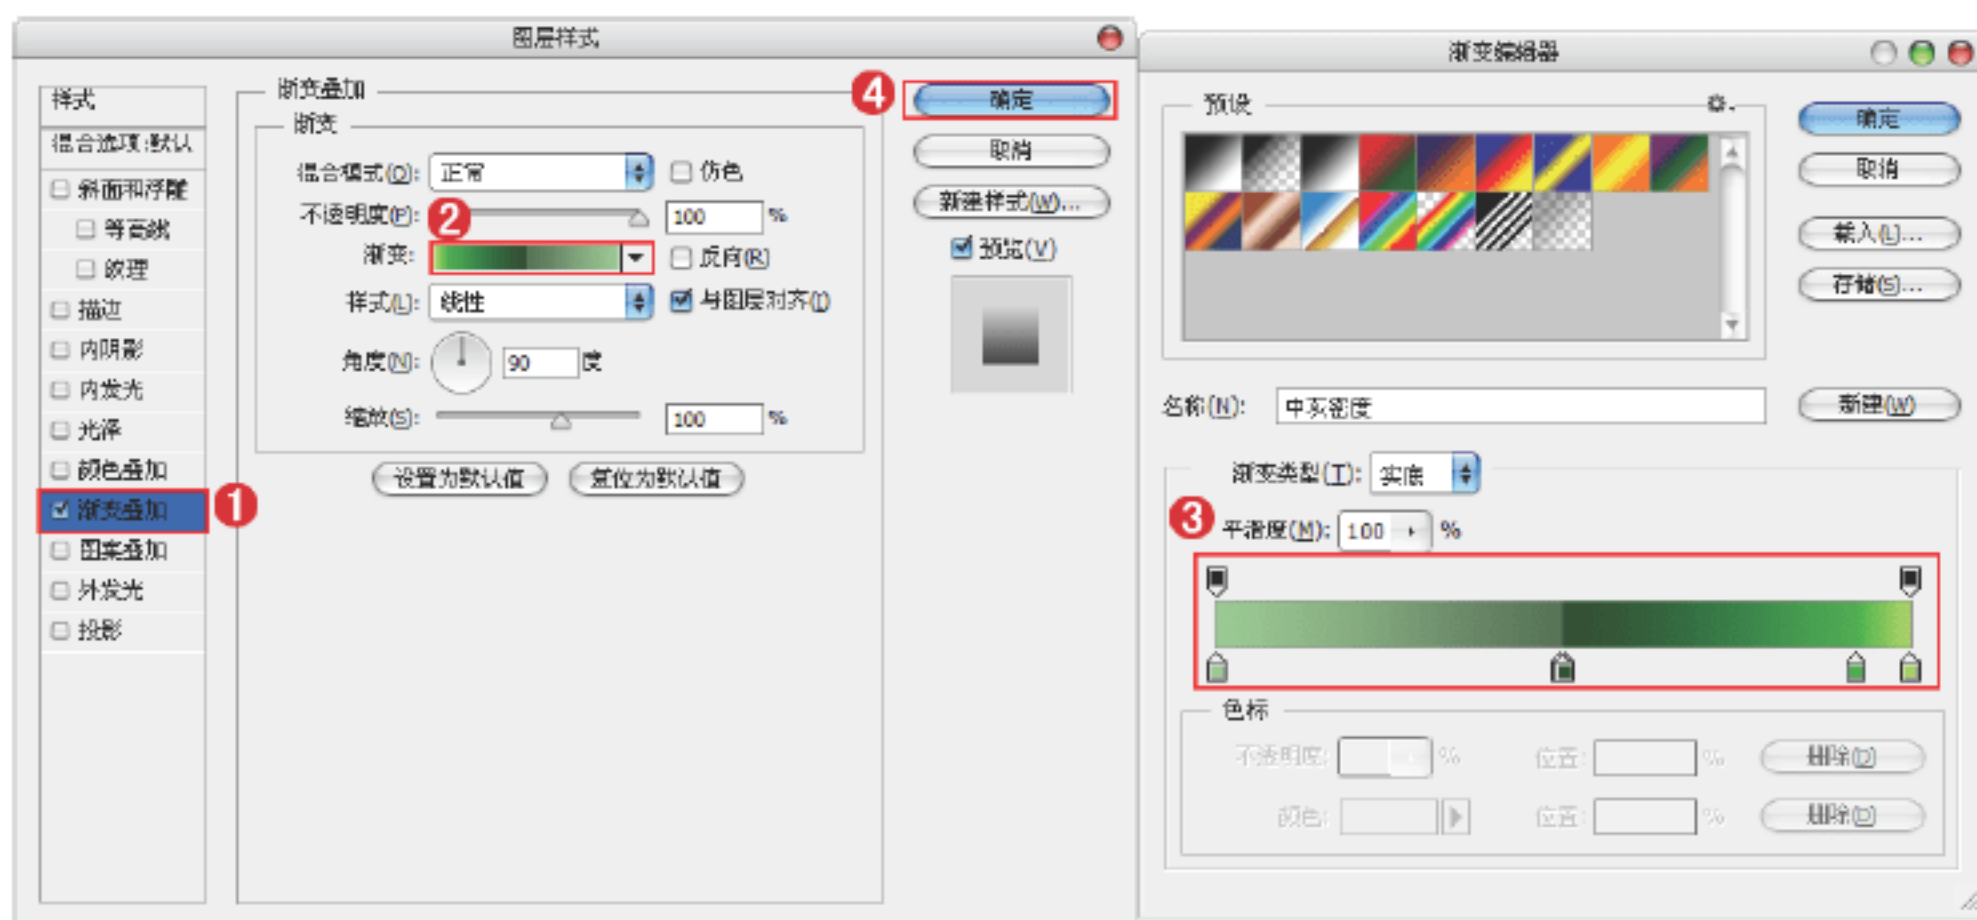 图层样式
样式
混合选项:默认
斜面和浮雕
等高线
纹理
描边
内阴影
内发光
光泽
颜色叠加
渐变叠加
1
图案叠加
外发光
投影
渐变叠加
渐变
混合模式(O): 正常 仿色
不透明度(P): 2 100 %
渐变: 反向(R)
样式(L): 线性 与图层对齐(I)
角度(N): 90 度
缩放(S): 100 %
设置为默认值 复位为默认值
4 确定
取消
新建样式(W)...
预览(V)
渐变编辑器
预设
确定
取消
载入(L)...
存储(S)...
名称(N): 中灰密度 新建(W)
渐变类型(T): 实底
3 平滑度(M): 100 %
色标
不透明度: % 位置: % 删除(D)
颜色: 位置: % 删除(D)